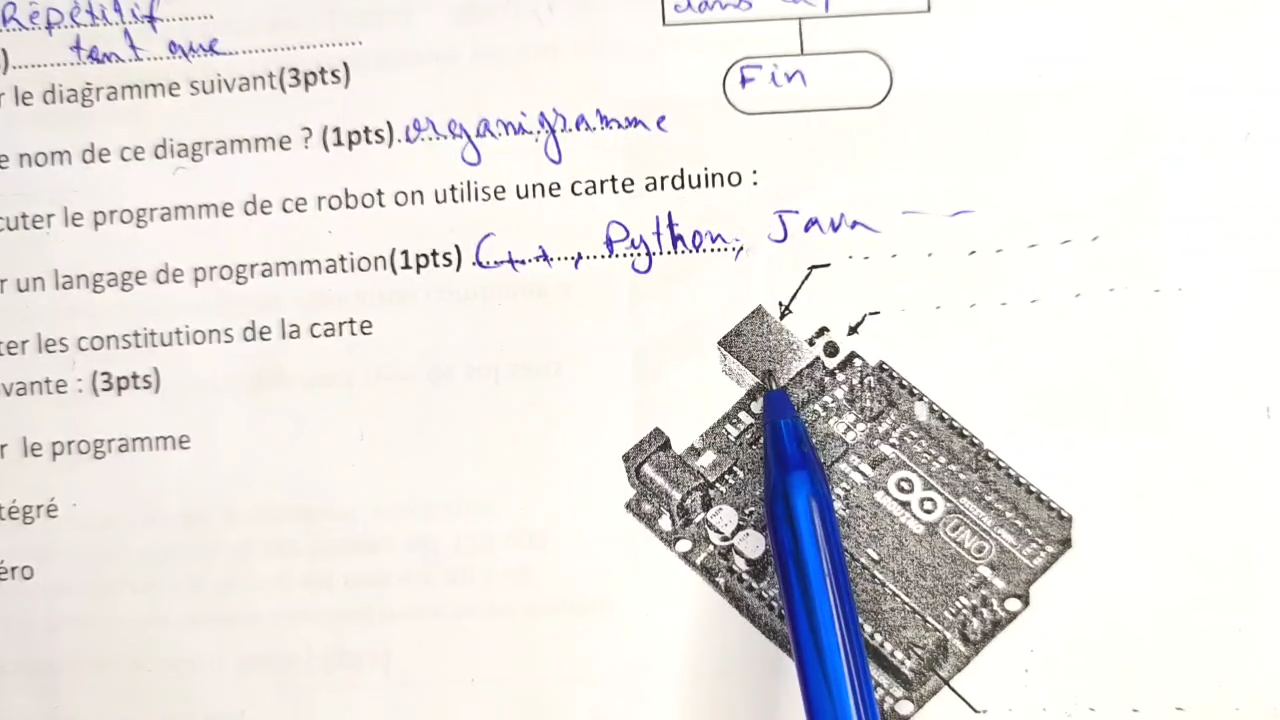 Répétitif
)..... tent que
r le diagramme suivant(3pts)
e nom de ce diagramme ? (1pts).organigramme
cuter le programme de ce robot on utilise une carte arduino :
r un langage de programmation(1pts) .C++, Python, Java
ter les constitutions de la carte
vante : (3pts)
r le programme
tégré
éro
dans
Fin
UNO